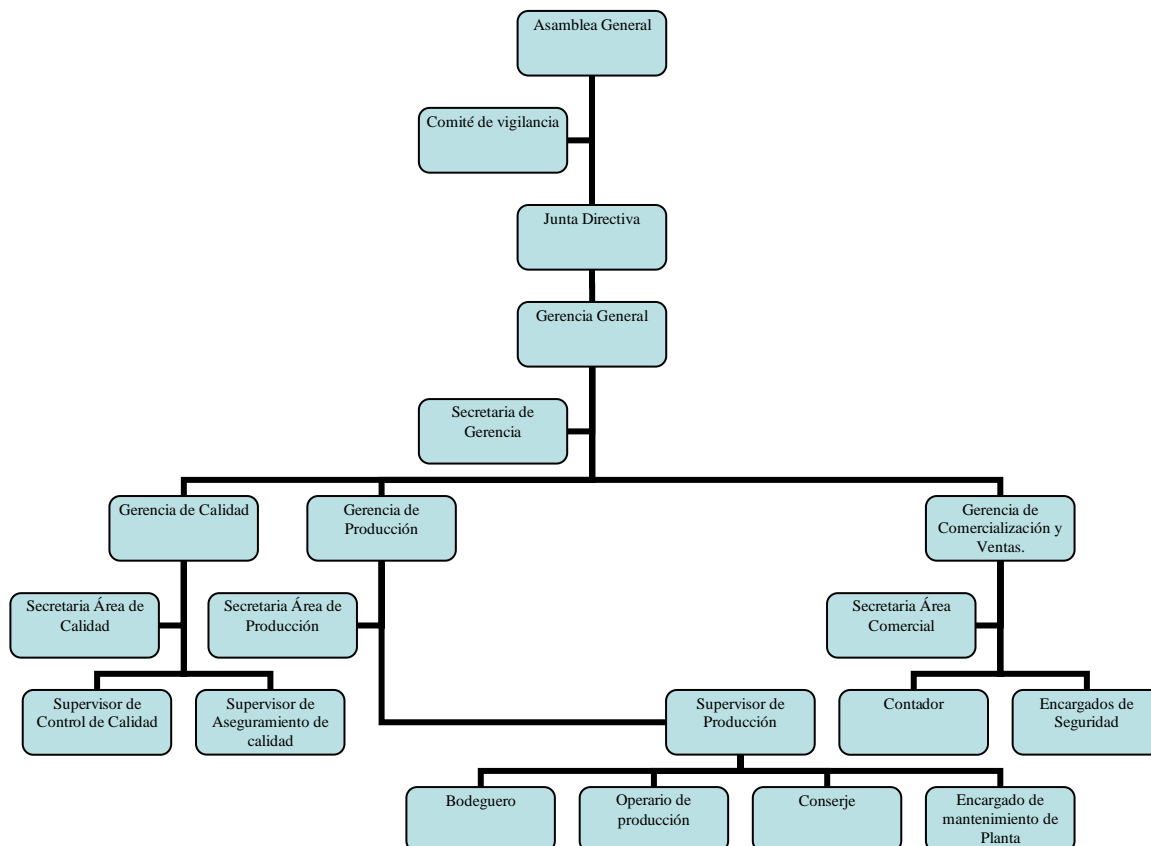 Asamblea General
Comité de vigilancia
Junta Directiva
Gerencia General
Secretaria de
Gerencia
Gerencia de Calidad
Gerencia de
Producción
Gerencia de
Comercialización y
Ventas.
Secretaria Área de
Calidad
Secretaria Área de
Producción
Secretaria Área
Comercial
Supervisor de
Control de Calidad
Supervisor de
Aseguramiento de
calidad
Supervisor de
Producción
Contador
Encargados de
Seguridad
Bodeguero
Operario de
producción
Conserje
Encargado de
mantenimiento de
Planta